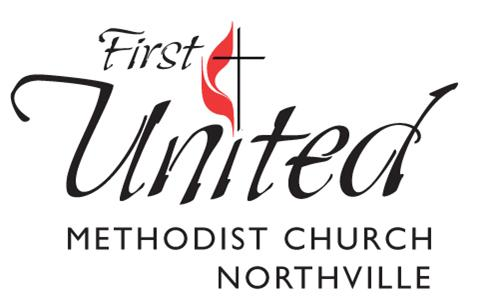 First
United
METHODIST CHURCH
NORTHVILLE